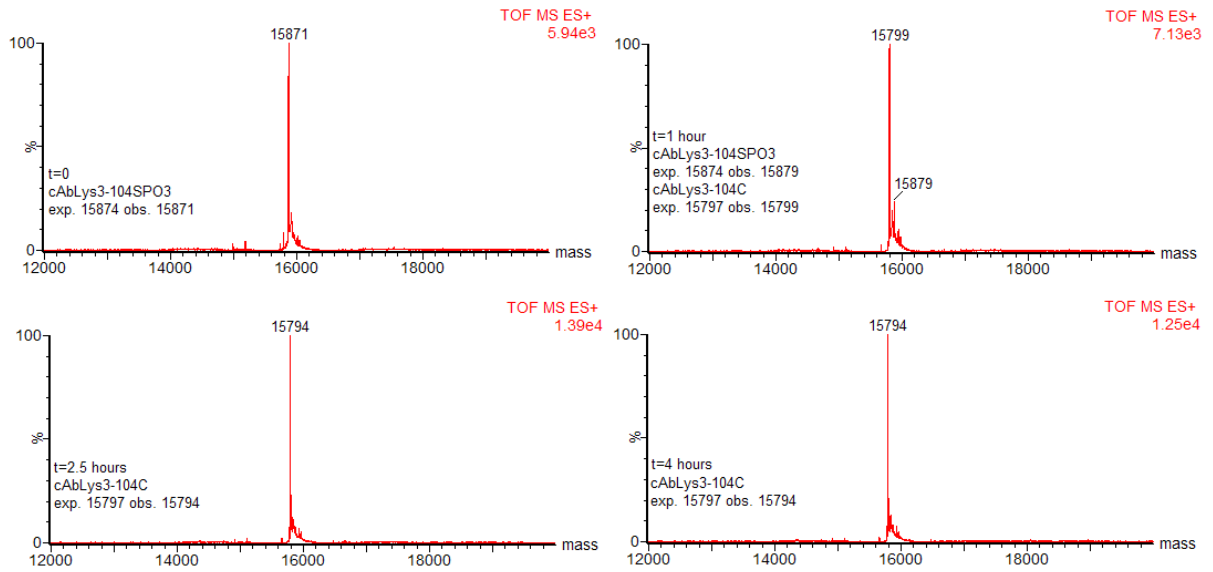 TOF MS ES+
5.94e3
15871
100
%
t=0
cAbLys3-104SPO3
exp. 15874 obs. 15871
0
12000 14000 16000 18000 mass
TOF MS ES+
7.13e3
15799
100
%
t=1 hour
cAbLys3-104SPO3
exp. 15874 obs. 15879
cAbLys3-104C
exp. 15797 obs. 15799
15879
0
12000 14000 16000 18000 mass
TOF MS ES+
1.39e4
15794
100
%
t=2.5 hours
cAbLys3-104C
exp. 15797 obs. 15794
0
12000 14000 16000 18000 mass
TOF MS ES+
1.25e4
15794
100
%
t=4 hours
cAbLys3-104C
exp. 15797 obs. 15794
0
12000 14000 16000 18000 mass